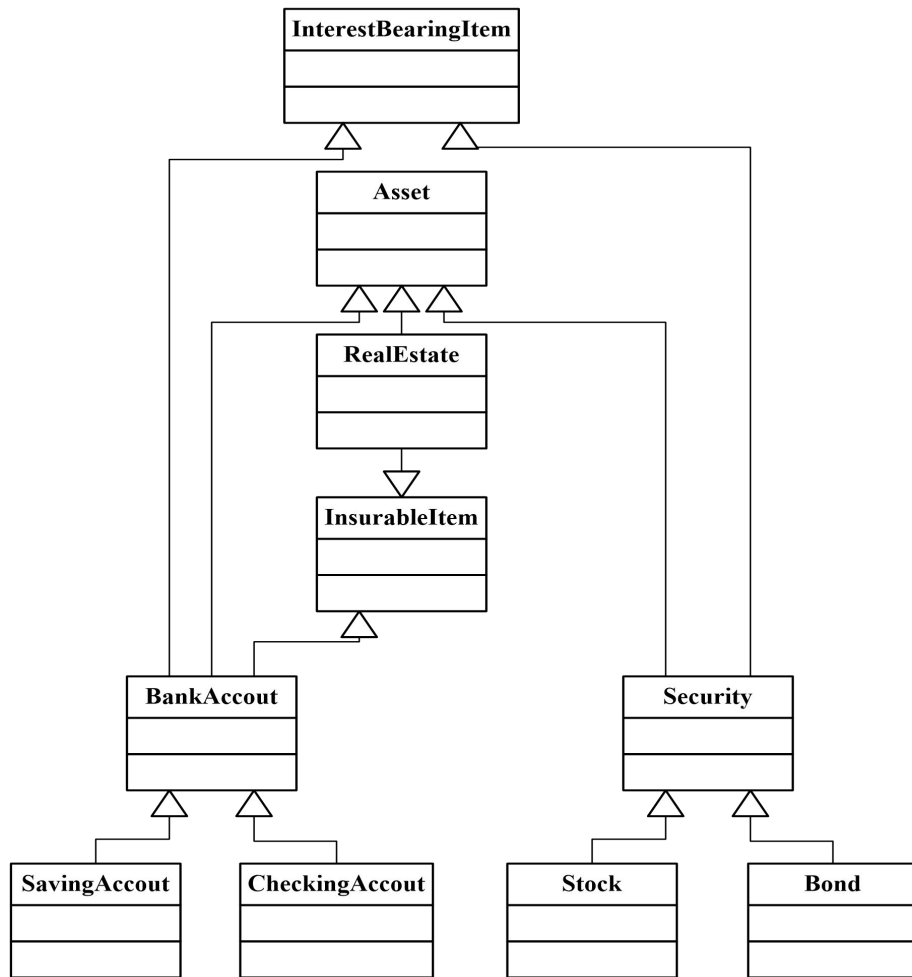 InterestBearingItem
Asset
RealEstate
InsurableItem
BankAccout
Security
SavingAccout
CheckingAccout
Stock
Bond